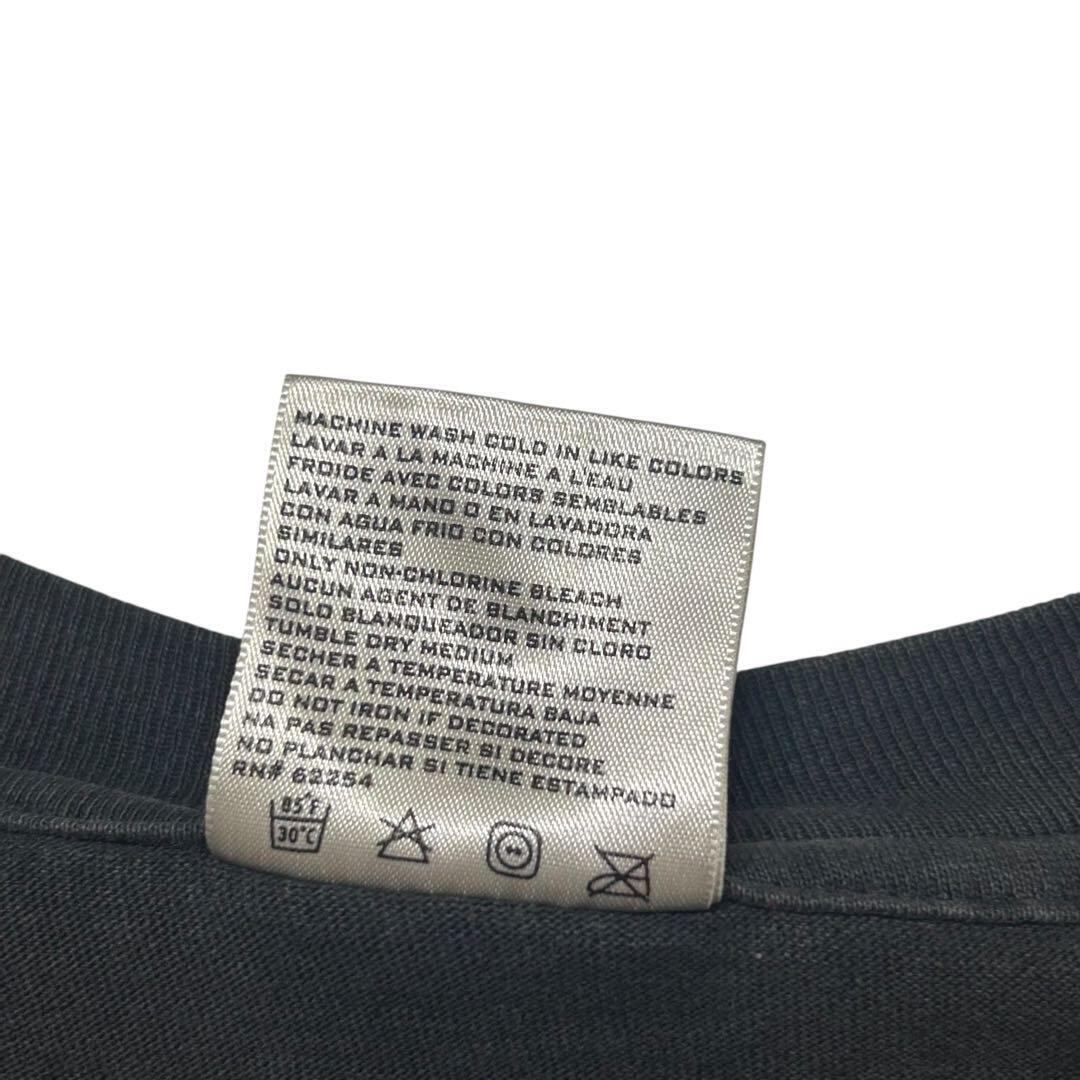 MACHINE WASH COLD IN LIKE COLORS
LAVAR A LA MACHINE A L'EAU
FROIDE AVEC COLORS SEMBLABLES
LAVAR A MANO O EN LAVADORA
CON AGUA FRIO CON COLORES
SIMILARES
ONLY NON-CHLORINE BLEACH
AUCUN AGENT DE BLANCHIMENT
SOLO BLANQUEADOR SIN CLORO
TUMBLE DRY MEDIUM
SECHER A TEMPERATURE MOYENNE
SECAR A TEMPERATURA BAJA
DO NOT IRON IF DECORATED
NA PAS REPASSER SI DECORE
NO PLANCHAR SI TIENE ESTAMPADO
RN# 62254
85°F
30°C